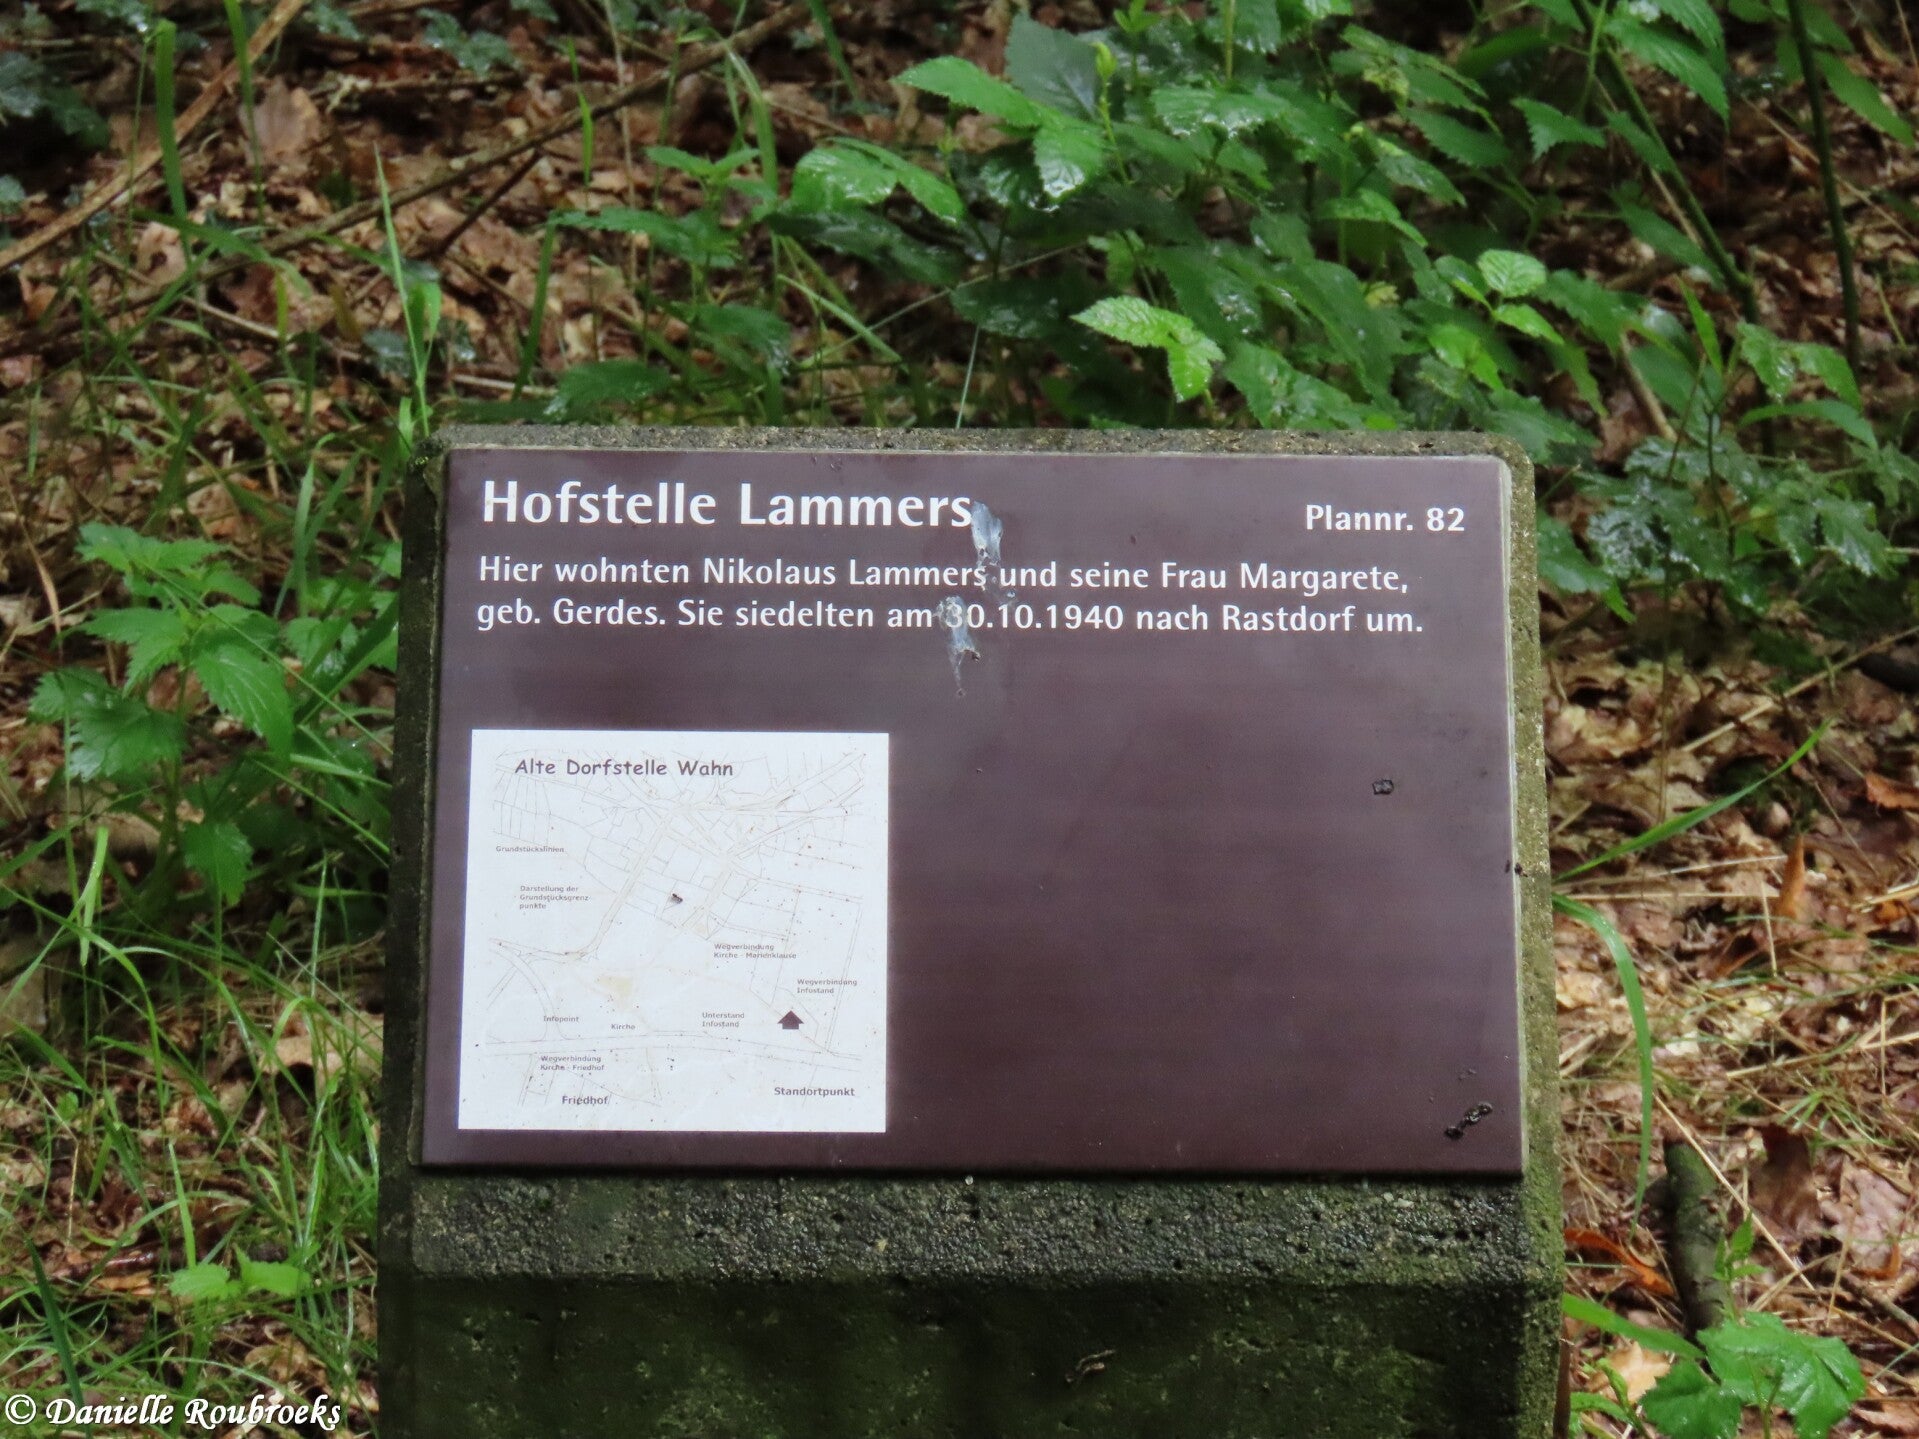 Hofstelle Lammers
Plannr. 82
Hier wohnten Nikolaus Lammers und seine Frau Margarete,
geb. Gerdes. Sie siedelten am 30.10.1940 nach Rastdorf um.
Alte Dorfstelle Wahn
Grundstückslinien
Darstellung der
Grundstücksgrenz-
punkte
Wegverbindung
Kirche - Marienklause
Wegverbindung
Infostand
Infopoint
Kirche
Unterstand
Infostand
Wegverbindung
Kirche - Friedhof
Friedhof
Standortpunkt
© Danielle Roubroeks